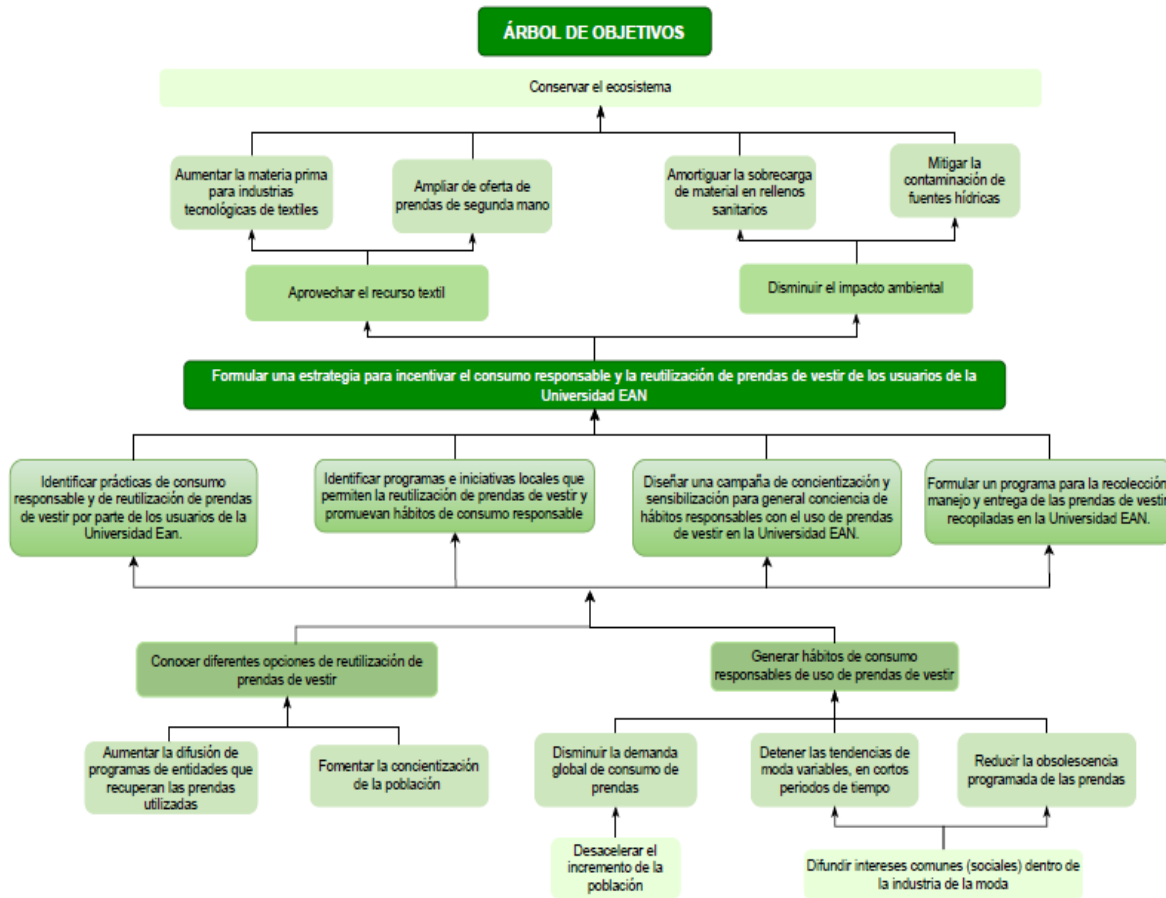 ÁRBOL DE OBJETIVOS
Conservar el ecosistema
Aumentar la materia prima
para industrias
tecnológicas de textiles
Ampliar de oferta de
prendas de segunda mano
Amortiguar la sobrecarga
de material en rellenos
sanitarios
Mitigar la
contaminación de
fuentes hídricas
Aprovechar el recurso textil
Disminuir el impacto ambiental
Formular una estrategia para incentivar el consumo responsable y la reutilización de prendas de vestir de los usuarios de la
Universidad EAN
Identificar prácticas de consumo
responsable y de reutilización de prendas
de vestir por parte de los usuarios de la
Universidad Ean.
Identificar programas e iniciativas locales que
permiten la reutilización de prendas de vestir y
promuevan hábitos de consumo responsable
Diseñar una campaña de concientización y
sensibilización para general conciencia de
hábitos responsables con el uso de prendas
de vestir en la Universidad EAN.
Formular un programa para la recolección,
manejo y entrega de las prendas de vestir
recopiladas en la Universidad EAN.
Conocer diferentes opciones de reutilización de
prendas de vestir
Generar hábitos de consumo
responsables de uso de prendas de vestir
Aumentar la difusión de
programas de entidades que
recuperan las prendas
utilizadas
Fomentar la concientización
de la población
Disminuir la demanda
global de consumo de
prendas
Detener las tendencias de
moda variables, en cortos
periodos de tiempo
Reducir la obsolescencia
programada de las prendas
Desacelerar el
incremento de la
población
Difundir intereses comunes (sociales) dentro de
la industria de la moda